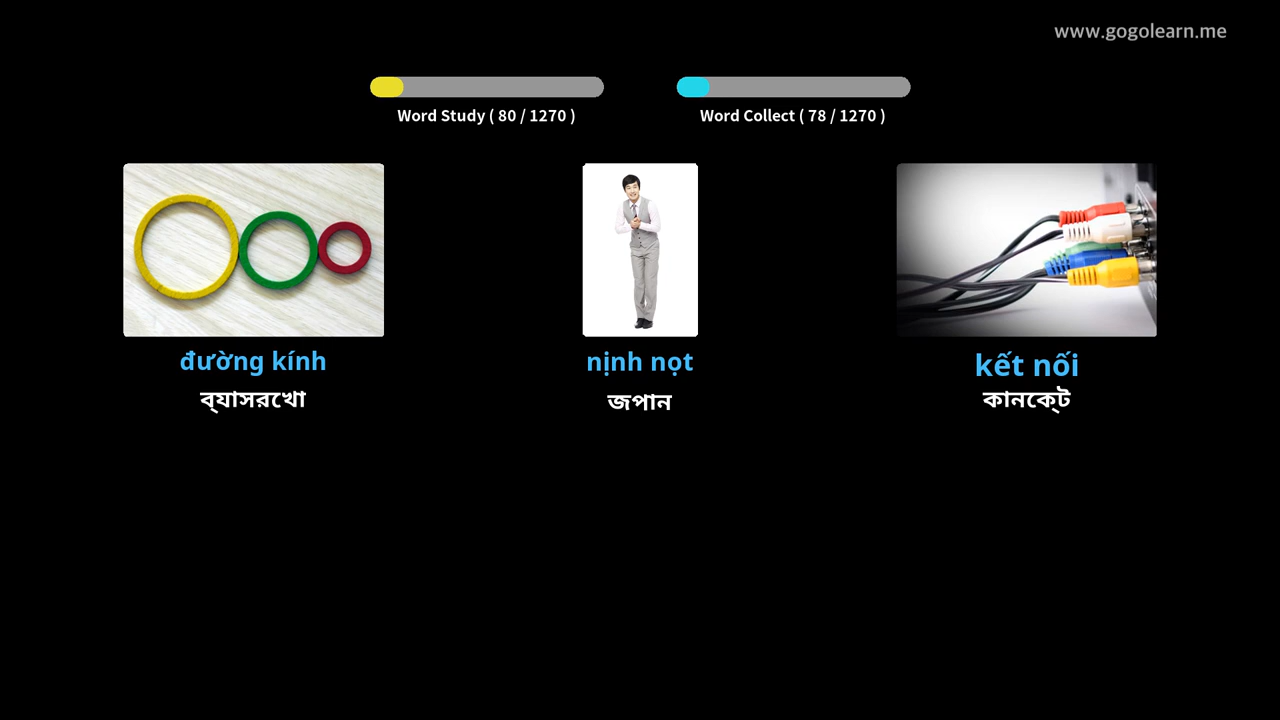 www.gogolearn.me
Word Study ( 80 / 1270 )
Word Collect ( 78 / 1270 )
đường kính
nịnh nọt
kết nối
ব্যাসরখো
জপান
কানকে্ট